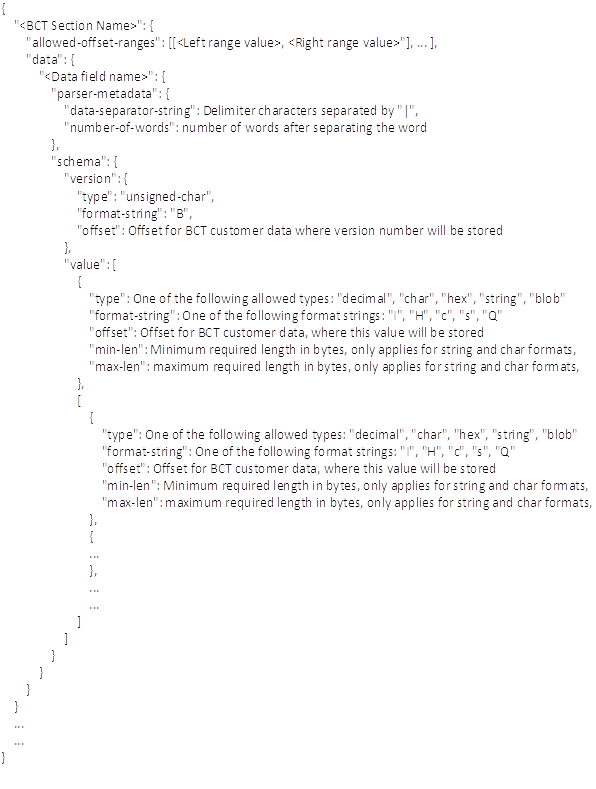 {
"<BCT Section Name>": {
"allowed-offset-ranges": [[<Left range value>, <Right range value>"], ... ],
"data": {
"<Data field name>": {
"parser-metadata": {
"data-separator-string": Delimiter characters separated by "|",
"number-of-words": number of words after separating the word
},
"schema": {
"version": {
"type": "unsigned-char",
"format-string": "B",
"offset": Offset for BCT customer data where version number will be stored
},
"value": [
{
"type": One of the following allowed types: "decimal", "char", "hex", "string", "blob"
"format-string": One of the following format strings: "I", "H", "c", "s", "Q"
"offset": Offset for BCT customer data, where this value will be stored
"min-len": Minimum required length in bytes, only applies for string and char formats,
"max-len": maximum required length in bytes, only applies for string and char formats,
},
[
{
"type": One of the following allowed types: "decimal", "char", "hex", "string", "blob"
"format-string": One of the following format strings: "I", "H", "c", "s", "Q"
"offset": Offset for BCT customer data, where this value will be stored
"min-len": Minimum required length in bytes, only applies for string and char formats,
"max-len": maximum required length in bytes, only applies for string and char formats,
},
{
...
},
...
...
]
]
}
}
}
}
...
...
}